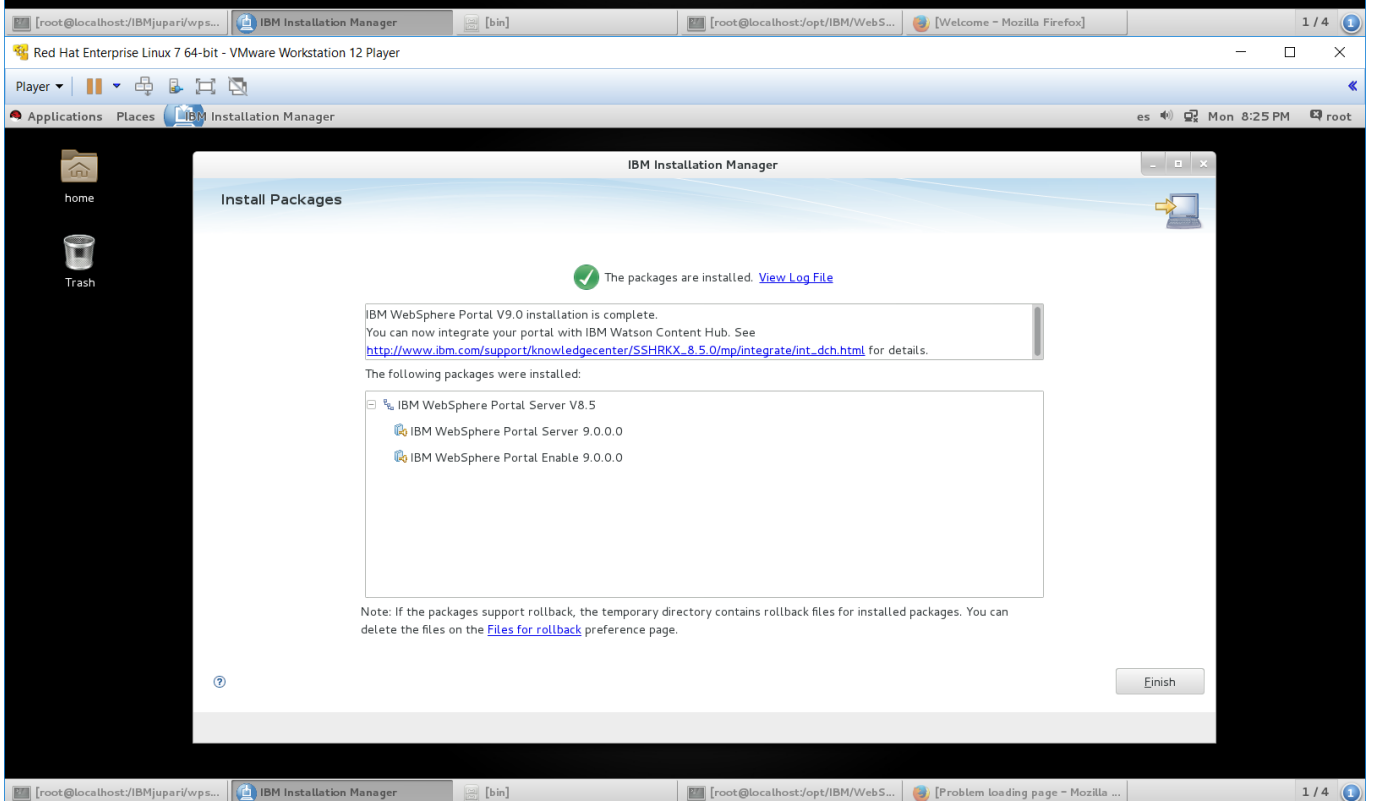 [root@localhost:/IBMjupari/wps... IBM Installation Manager [bin] [root@localhost:/opt/IBM/WebS... [Welcome - Mozilla Firefox] 1 / 4 1
Red Hat Enterprise Linux 7 64-bit - VMware Workstation 12 Player
Player
Applications Places IBM Installation Manager es Mon 8:25 PM root
home
Trash
IBM Installation Manager
Install Packages
The packages are installed. View Log File
IBM WebSphere Portal V9.0 installation is complete.
You can now integrate your portal with IBM Watson Content Hub. See
http://www.ibm.com/support/knowledgecenter/SSHRKX_8.5.0/mp/integrate/int_dch.html for details.
The following packages were installed:
IBM WebSphere Portal Server V8.5
IBM WebSphere Portal Server 9.0.0.0
IBM WebSphere Portal Enable 9.0.0.0
Note: If the packages support rollback, the temporary directory contains rollback files for installed packages. You can
delete the files on the Files for rollback preference page.
?
Finish
[root@localhost:/IBMjupari/wps... IBM Installation Manager [bin] [root@localhost:/opt/IBM/WebS... [Problem loading page - Mozilla ... 1 / 4 1